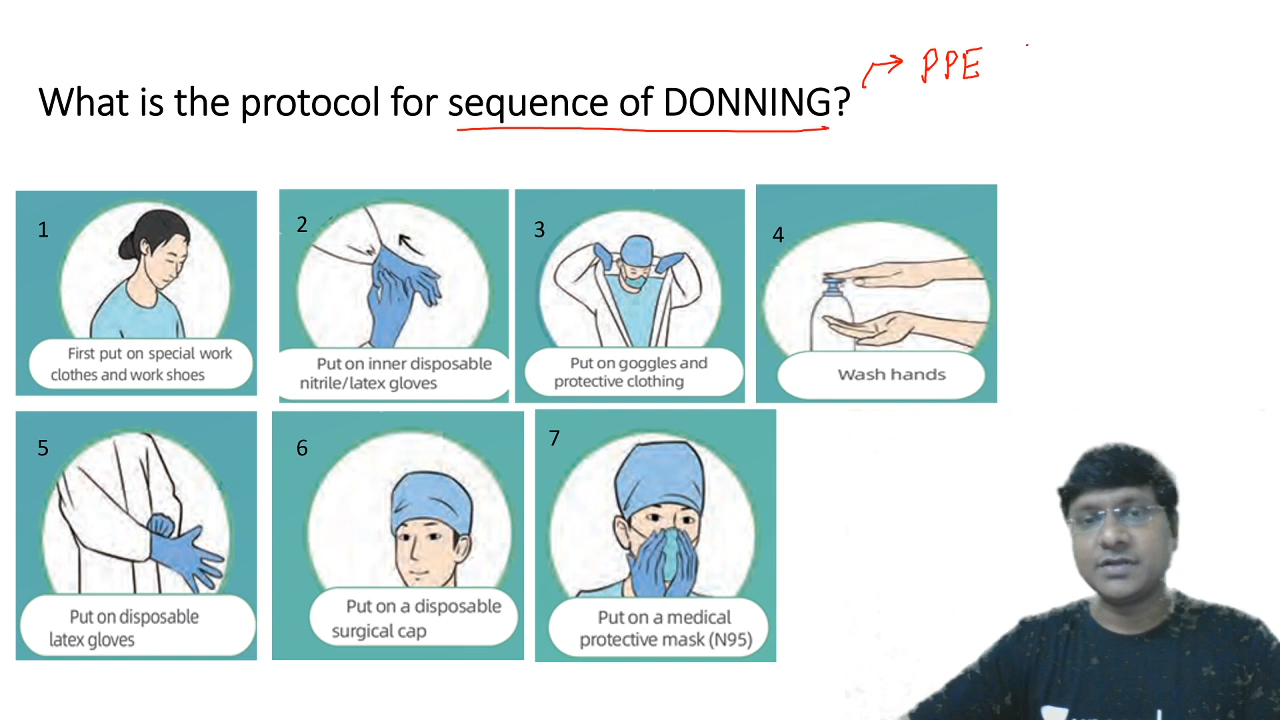 PPE
What is the protocol for sequence of DONNING?
1
First put on special work
clothes and work shoes
2
Put on inner disposable
nitrile/latex gloves
3
Put on goggles and
protective clothing
4
Wash hands
5
Put on disposable
latex gloves
6
Put on a disposable
surgical cap
7
Put on a medical
protective mask (N95)